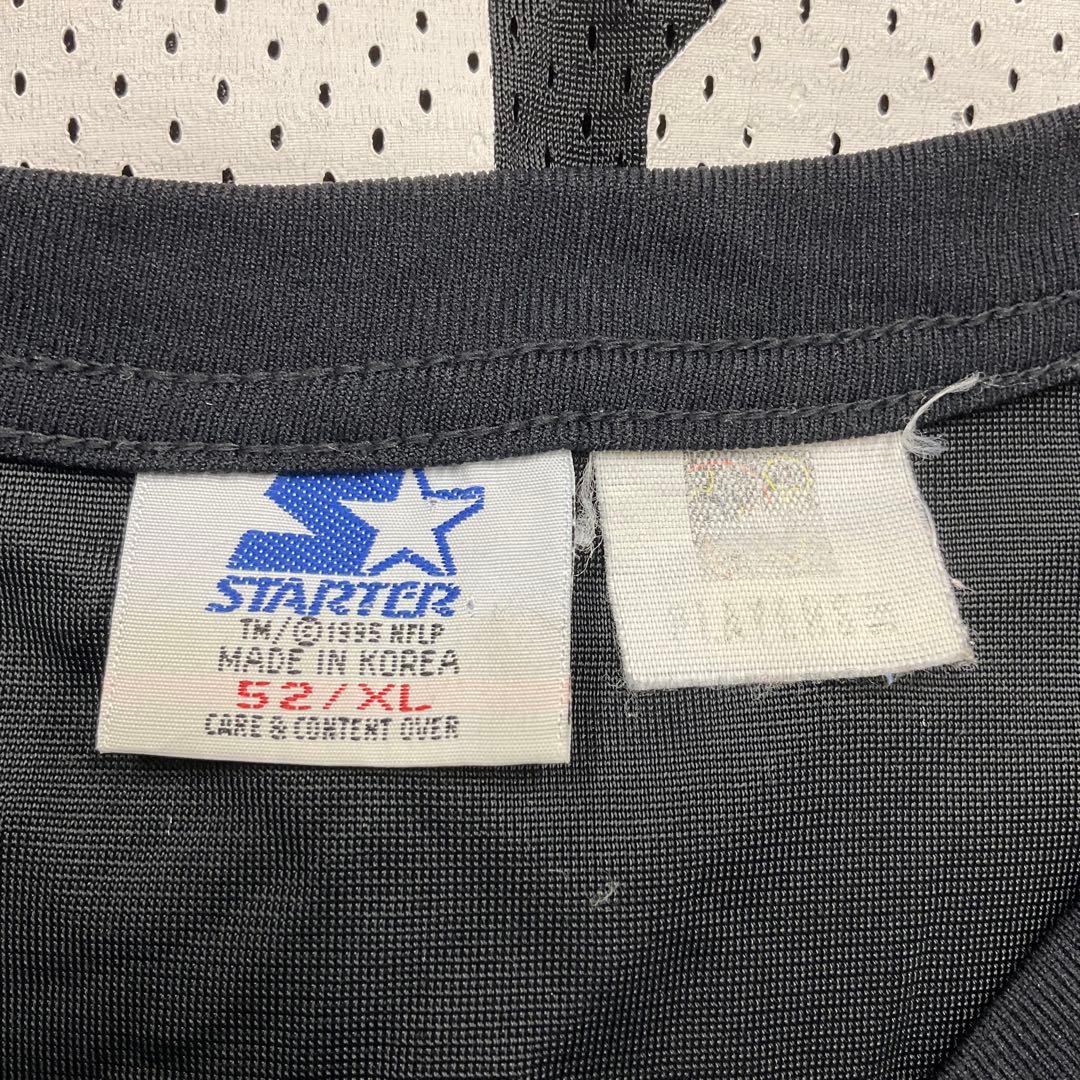 STARTER
TM/©1995 NFLP
MADE IN KOREA
52/XL
CARE & CONTENT OVER